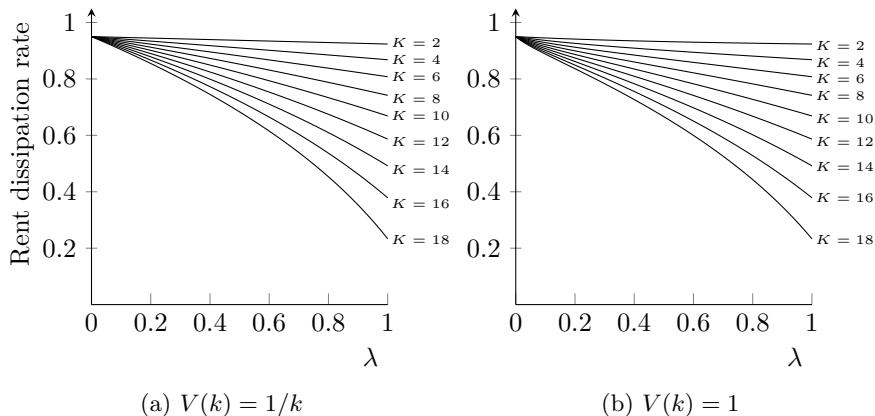 Rent dissipation rate
1
0.8
0.6
0.4
0.2
0 0.2 0.4 0.6 0.8 1
λ
K = 2
K = 4
K = 6
K = 8
K = 10
K = 12
K = 14
K = 16
K = 18
(a) V(k) = 1/k
1
0.8
0.6
0.4
0.2
0 0.2 0.4 0.6 0.8 1
λ
K = 2
K = 4
K = 6
K = 8
K = 10
K = 12
K = 14
K = 16
K = 18
(b) V(k) = 1